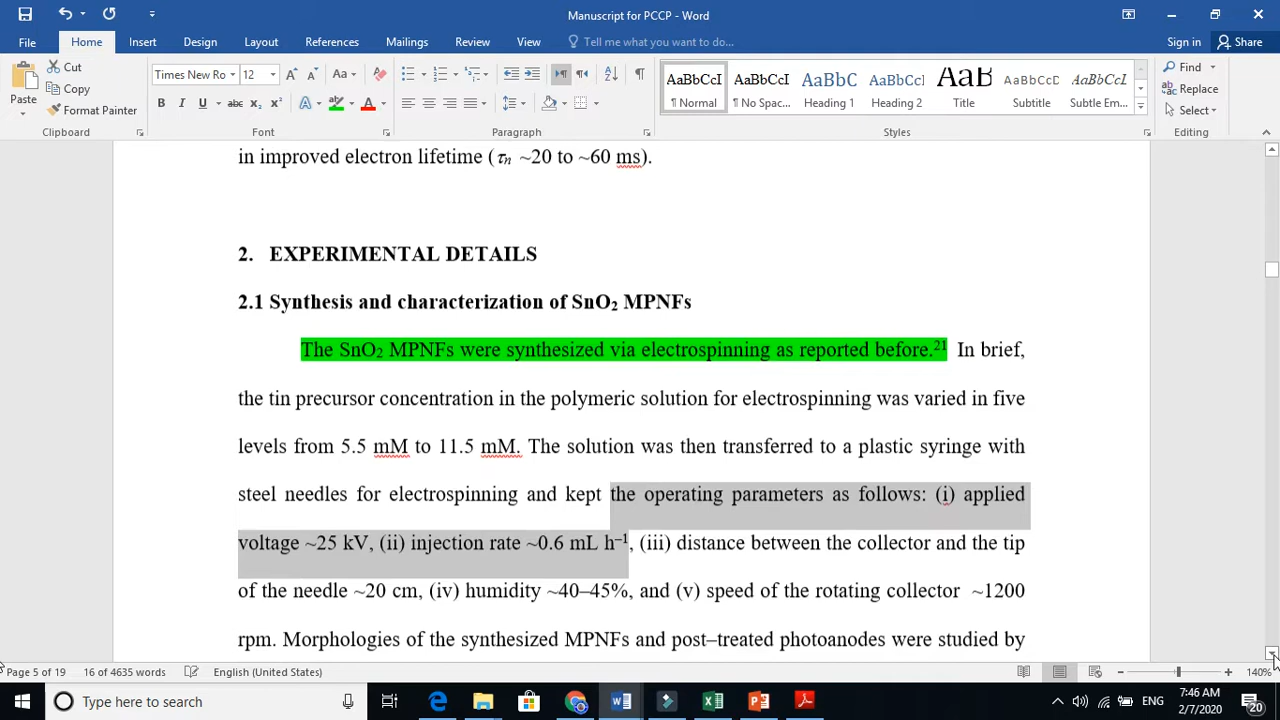 Manuscript for PCCP - Word
File Home Insert Design Layout References Mailings Review View Tell me what you want to do... Sign in Share
Paste Cut Copy Format Painter
Times New Ro 12 Aa
B I U abc x₂ x² A A
AaBbCcI AaBbCcI AaBbC AaBbCcI AaB AaBbCcD AaBbCcI
¶ Normal ¶ No Spac... Heading 1 Heading 2 Title Subtitle Subtle Em...
Find Replace Select
Clipboard Font Paragraph Styles Editing
in improved electron lifetime (τₙ ~20 to ~60 ms).
2. EXPERIMENTAL DETAILS
2.1 Synthesis and characterization of SnO₂ MPNFs
The SnO₂ MPNFs were synthesized via electrospinning as reported before.²¹ In brief,
the tin precursor concentration in the polymeric solution for electrospinning was varied in five
levels from 5.5 mM to 11.5 mM. The solution was then transferred to a plastic syringe with
steel needles for electrospinning and kept the operating parameters as follows: (i) applied
voltage ~25 kV, (ii) injection rate ~0.6 mL h⁻¹, (iii) distance between the collector and the tip
of the needle ~20 cm, (iv) humidity ~40–45%, and (v) speed of the rotating collector ~1200
rpm. Morphologies of the synthesized MPNFs and post–treated photoanodes were studied by
Page 5 of 19 16 of 4635 words English (United States) 140%
Type here to search ENG 7:46 AM
2/7/2020 20